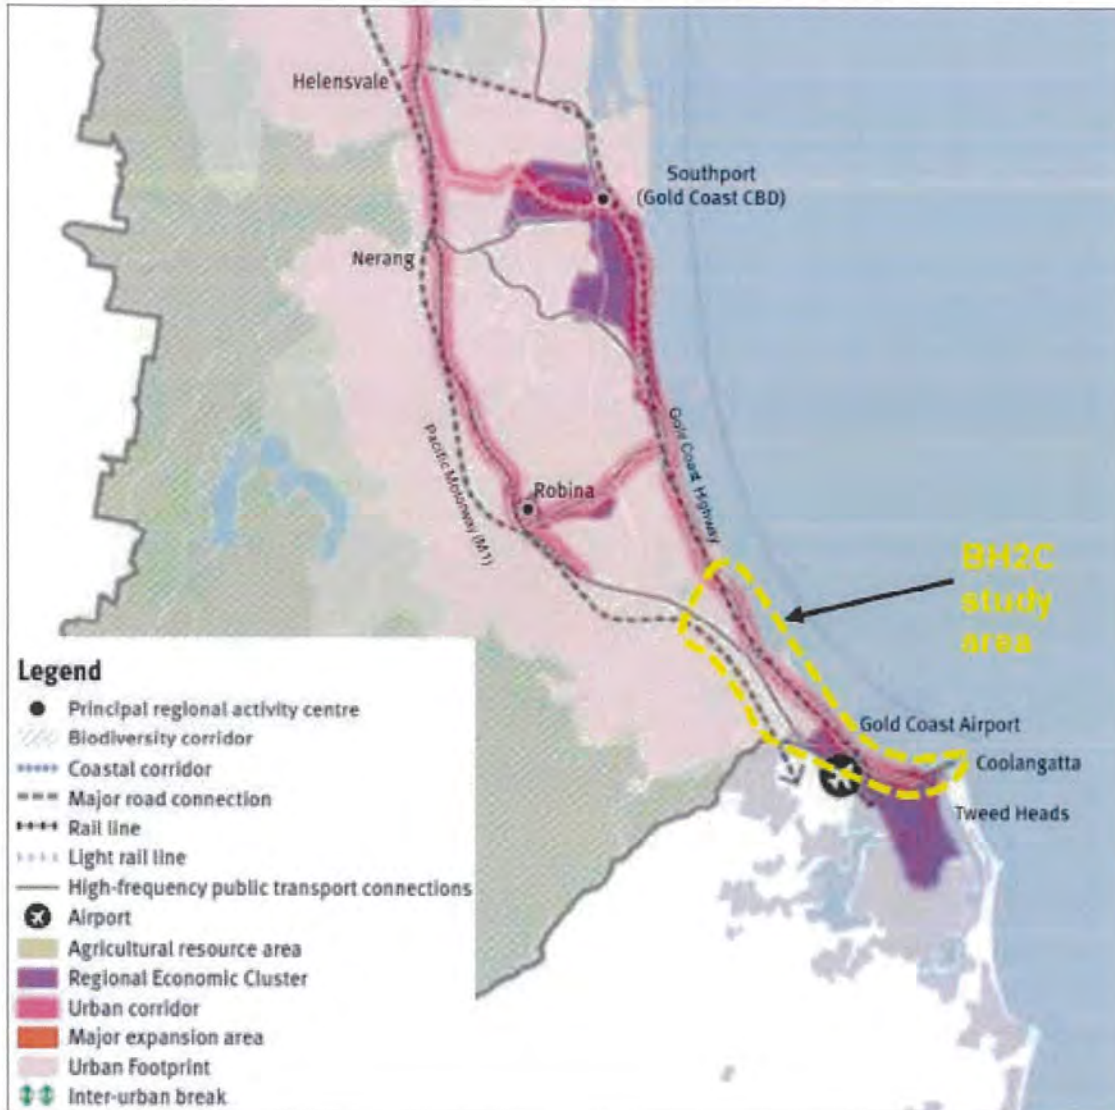 Helensvale
Southport
(Gold Coast CBD)
Nerang
Gold Coast Highway
Pacific Motorway (M1)
Robina
BH2C
study
area
Gold Coast Airport
Coolangatta
Tweed Heads
Legend
Principal regional activity centre
Biodiversity corridor
Coastal corridor
Major road connection
Rail line
Light rail line
High-frequency public transport connections
Airport
Agricultural resource area
Regional Economic Cluster
Urban corridor
Major expansion area
Urban Footprint
Inter-urban break